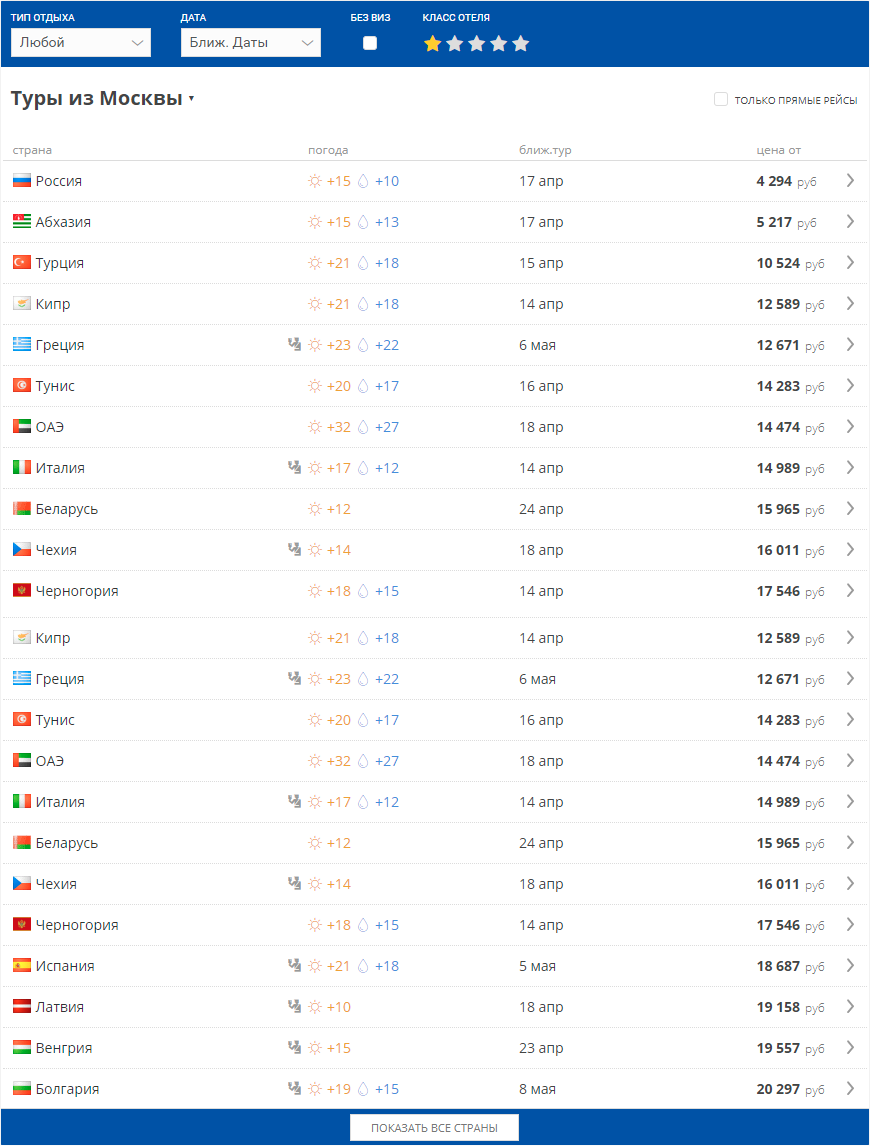 ТИП ОТДЫХА ДАТА БЕЗ ВИЗ КЛАСС ОТЕЛЯ
Любой Ближ. Даты
Туры из Москвы ТОЛЬКО ПРЯМЫЕ РЕЙСЫ
страна погода ближ.тур цена от
Россия +15 +10 17 апр 4 294 руб
Абхазия +15 +13 17 апр 5 217 руб
Турция +21 +18 15 апр 10 524 руб
Кипр +21 +18 14 апр 12 589 руб
Греция +23 +22 6 мая 12 671 руб
Тунис +20 +17 16 апр 14 283 руб
ОАЭ +32 +27 18 апр 14 474 руб
Италия +17 +12 14 апр 14 989 руб
Беларусь +12 24 апр 15 965 руб
Чехия +14 18 апр 16 011 руб
Черногория +18 +15 14 апр 17 546 руб
Кипр +21 +18 14 апр 12 589 руб
Греция +23 +22 6 мая 12 671 руб
Тунис +20 +17 16 апр 14 283 руб
ОАЭ +32 +27 18 апр 14 474 руб
Италия +17 +12 14 апр 14 989 руб
Беларусь +12 24 апр 15 965 руб
Чехия +14 18 апр 16 011 руб
Черногория +18 +15 14 апр 17 546 руб
Испания +21 +18 5 мая 18 687 руб
Латвия +10 18 апр 19 158 руб
Венгрия +15 23 апр 19 557 руб
Болгария +19 +15 8 мая 20 297 руб
ПОКАЗАТЬ ВСЕ СТРАНЫ